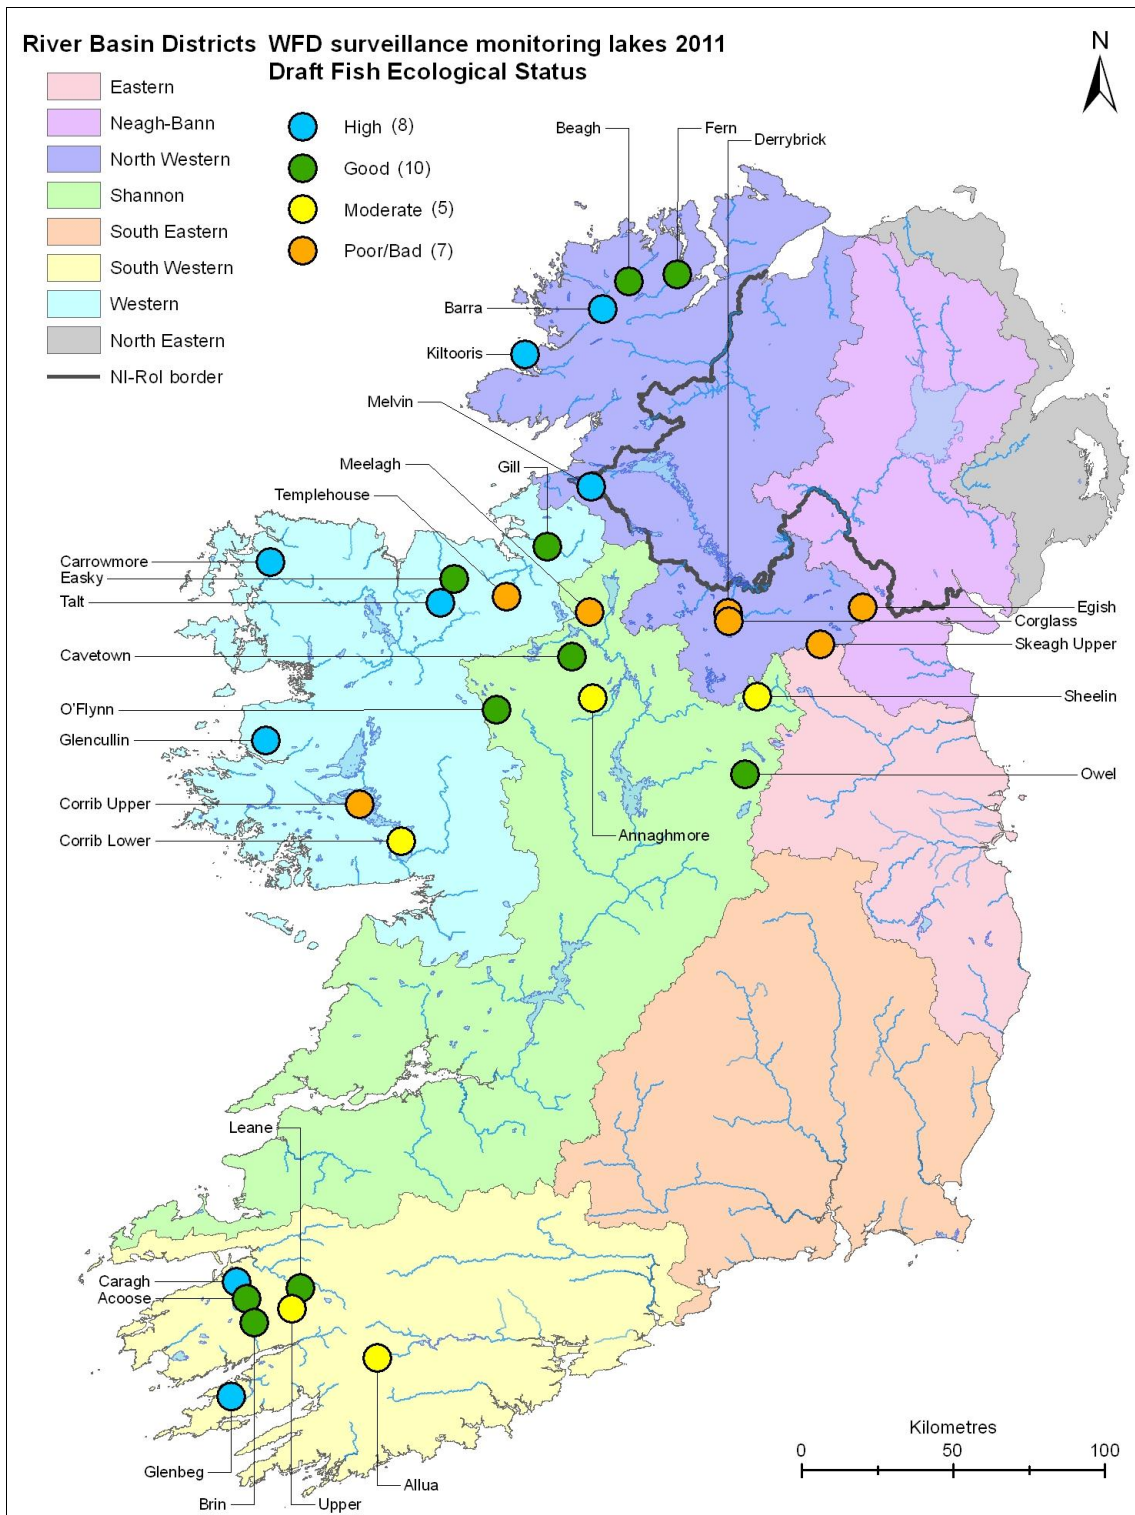 River Basin Districts
Eastern
Neagh-Bann
North Western
Shannon
South Eastern
South Western
Western
North Eastern
NI-RoI border
WFD surveillance monitoring lakes 2011
Draft Fish Ecological Status
High (8)
Good (10)
Moderate (5)
Poor/Bad (7)
N
Beagh
Fern
Derrybrick
Barra
Kiltooris
Melvin
Meelagh
Gill
Templehouse
Carrowmore
Easky
Talt
Cavetown
O'Flynn
Glencullin
Corrib Upper
Corrib Lower
Egish
Corglass
Skeagh Upper
Sheelin
Owel
Annaghmore
Leane
Caragh
Acoose
Glenbeg
Brin
Upper
Allua
Kilometres
0 50 100